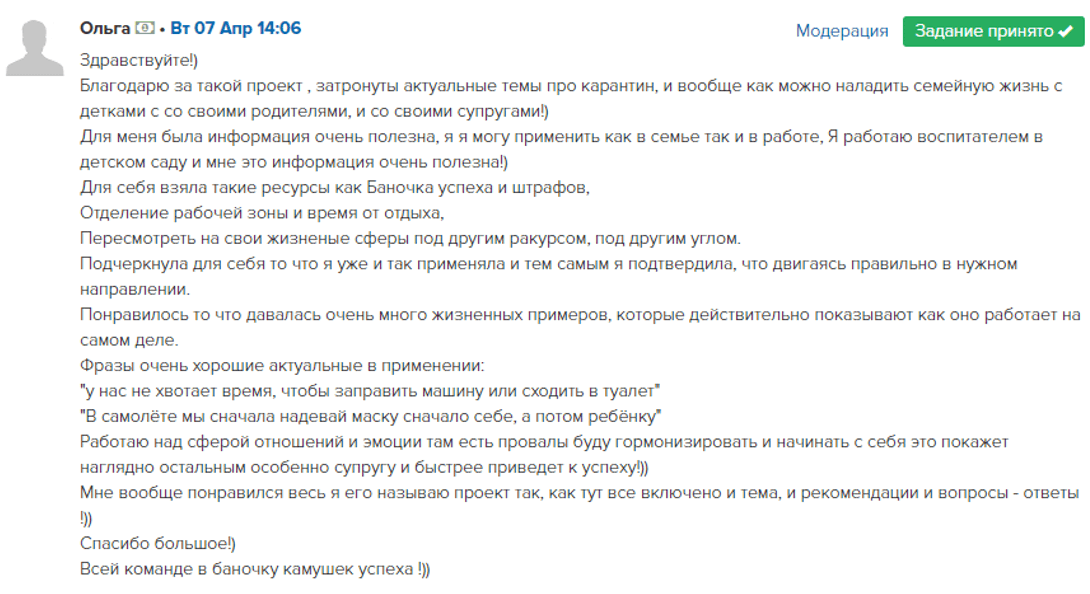 Ольга • Вт 07 Апр 14:06
Модерация
Задание принято ✔
Здравствуйте!)
Благодарю за такой проект , затронуты актуальные темы про карантин, и вообще как можно наладить семейную жизнь с
детками с со своими родителями, и со своими супругами!)
Для меня была информация очень полезна, я я могу применить как в семье так и в работе, Я работаю воспитателем в
детском саду и мне это информация очень полезна!)
Для себя взяла такие ресурсы как Баночка успеха и штрафов,
Отделение рабочей зоны и время от отдыха,
Пересмотреть на свои жизненые сферы под другим ракурсом, под другим углом.
Подчеркнула для себя то что я уже и так применяла и тем самым я подтвердила, что двигаясь правильно в нужном
направлении.
Понравилось то что давалась очень много жизненных примеров, которые действительно показывают как оно работает на
самом деле.
Фразы очень хорошие актуальные в применении:
"у нас не хвотает время, чтобы заправить машину или сходить в туалет"
"В самолёте мы сначала надевай маску сначало себе, а потом ребёнку"
Работаю над сферой отношений и эмоции там есть провалы буду гормонизировать и начинать с себя это покажет
наглядно остальным особенно супругу и быстрее приведет к успеху!))
Мне вообще понравился весь я его называю проект так, как тут все включено и тема, и рекомендации и вопросы - ответы
!))
Спасибо большое!)
Всей команде в баночку камушек успеха !))